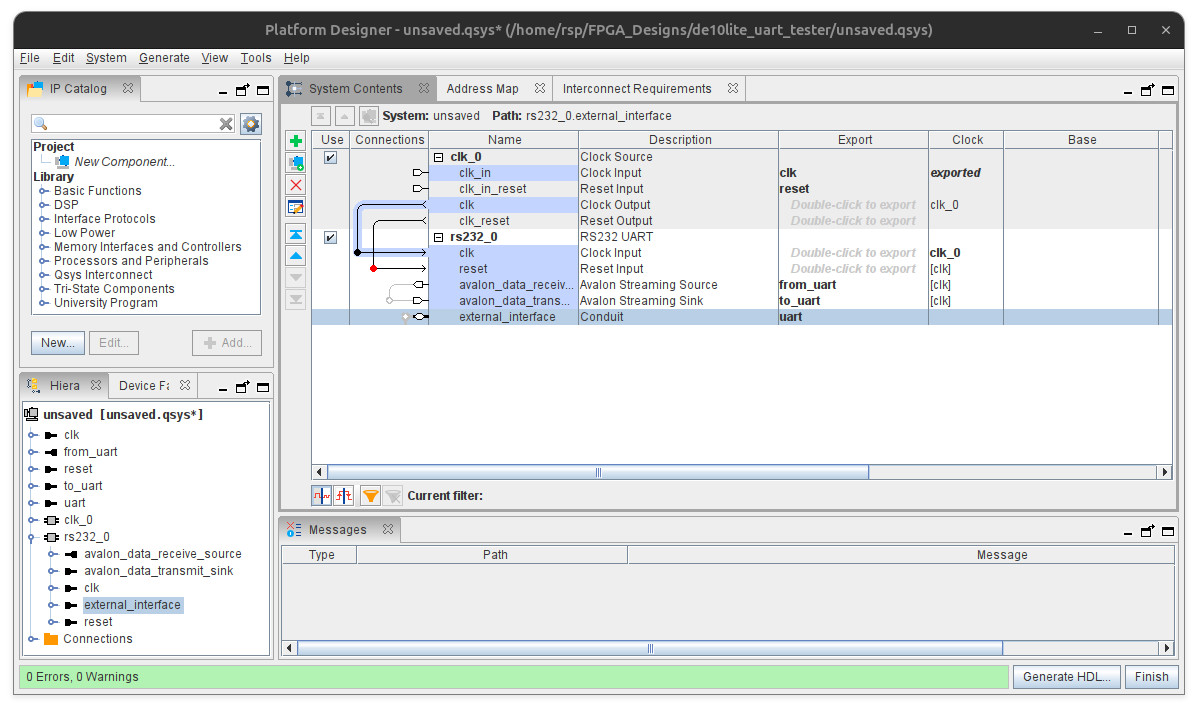 Platform Designer - unsaved.qsys* (/home/rsp/FPGA_Designs/de10lite_uart_tester/unsaved.qsys)
File Edit System Generate View Tools Help
IP Catalog
Project
New Component...
Library
Basic Functions
DSP
Interface Protocols
Low Power
Memory Interfaces and Controllers
Processors and Peripherals
Qsys Interconnect
Tri-State Components
University Program
New... Edit... Add...
Hiera Device Fa
unsaved [unsaved.qsys*]
clk
from_uart
reset
to_uart
uart
clk_0
rs232_0
avalon_data_receive_source
avalon_data_transmit_sink
clk
external_interface
reset
Connections
System Contents Address Map Interconnect Requirements
System: unsaved Path: rs232_0.external_interface
Use Connections Name Description Export Clock Base
clk_0 Clock Source
clk_in Clock Input clk exported
clk_in_reset Reset Input reset
clk Clock Output Double-click to export clk_0
clk_reset Reset Output Double-click to export
rs232_0 RS232 UART
clk Clock Input Double-click to export clk_0
reset Reset Input Double-click to export [clk]
avalon_data_receiv... Avalon Streaming Source from_uart [clk]
avalon_data_trans... Avalon Streaming Sink to_uart [clk]
external_interface Conduit uart
Current filter:
Messages
Type Path Message
0 Errors, 0 Warnings
Generate HDL... Finish